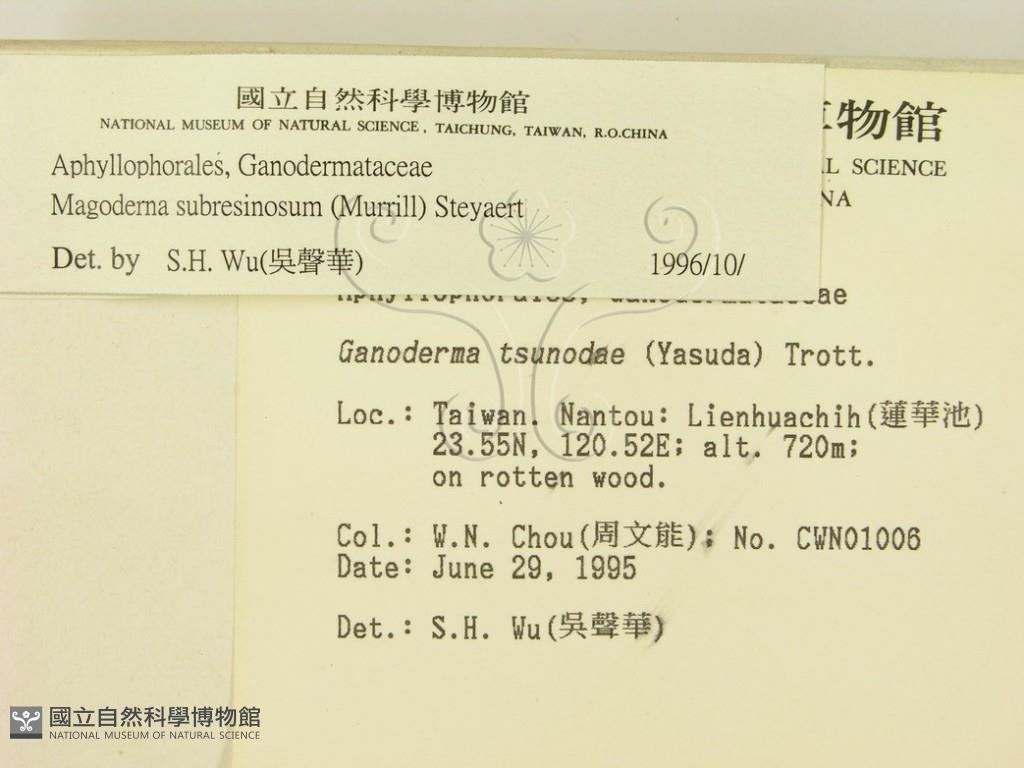 國立自然科學博物館
NATIONAL MUSEUM OF NATURAL SCIENCE, TAICHUNG, TAIWAN, R.O.CHINA
Aphyllophorales, Ganodermataceae
Magoderna subresinosum (Murrill) Steyaert
Det. by S.H. Wu(吳聲華) 1996/10/
物館
L SCIENCE
NA
Aphyllophorales, Ganodermataceae
Ganoderma tsunodae (Yasuda) Trott.
Loc.: Taiwan. Nantou: Lienhuachih(蓮華池)
23.55N, 120.52E; alt. 720m;
on rotten wood.
Col.: W.N. Chou(周文能); No. CWN01006
Date: June 29, 1995
Det.: S.H. Wu(吳聲華)
國立自然科學博物館
NATIONAL MUSEUM OF NATURAL SCIENCE